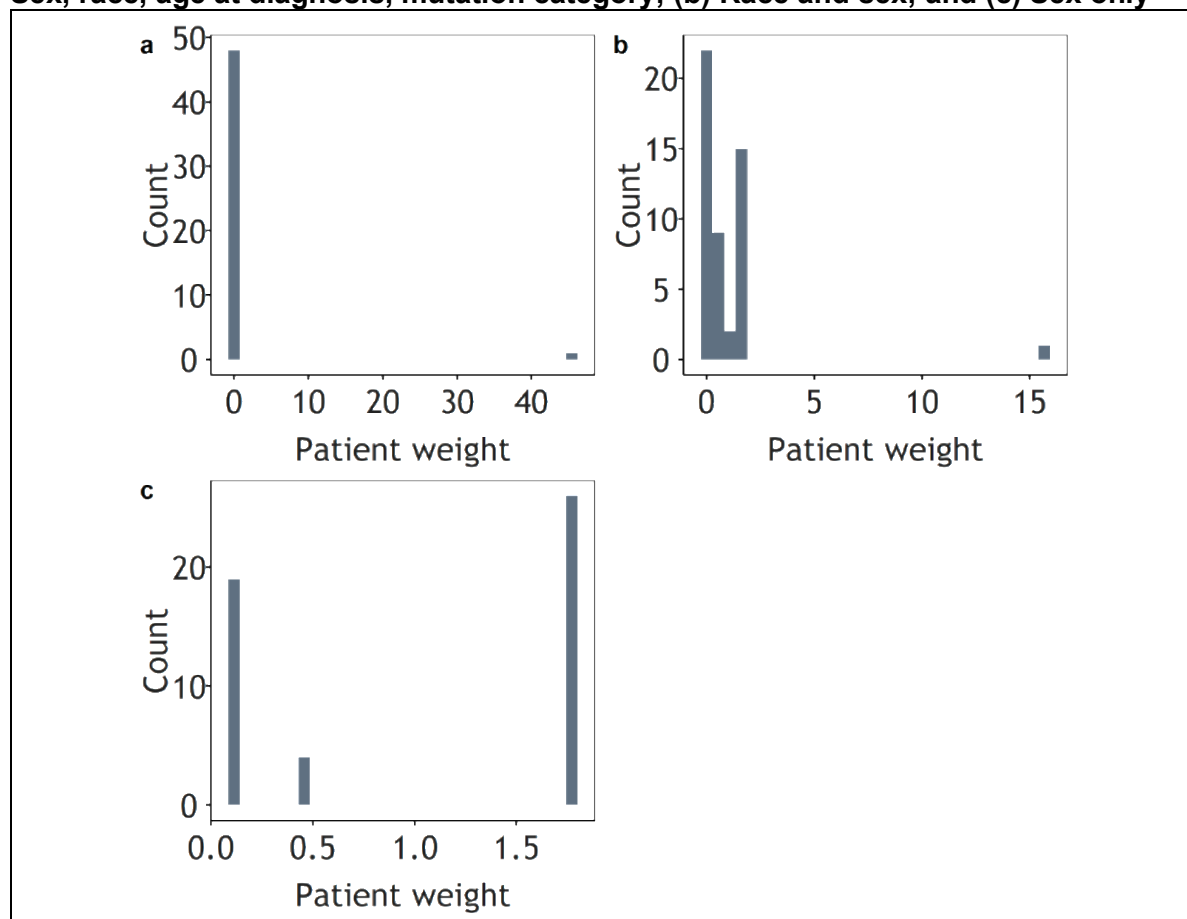 Sex, race, age at diagnosis, mutation category; (b) Race and sex; and (c) Sex only
a
50
40
30
20
10
0
Count
0 10 20 30 40
Patient weight
b
20
15
10
5
0
Count
0 5 10 15
Patient weight
c
20
10
0
Count
0.0 0.5 1.0 1.5
Patient weight